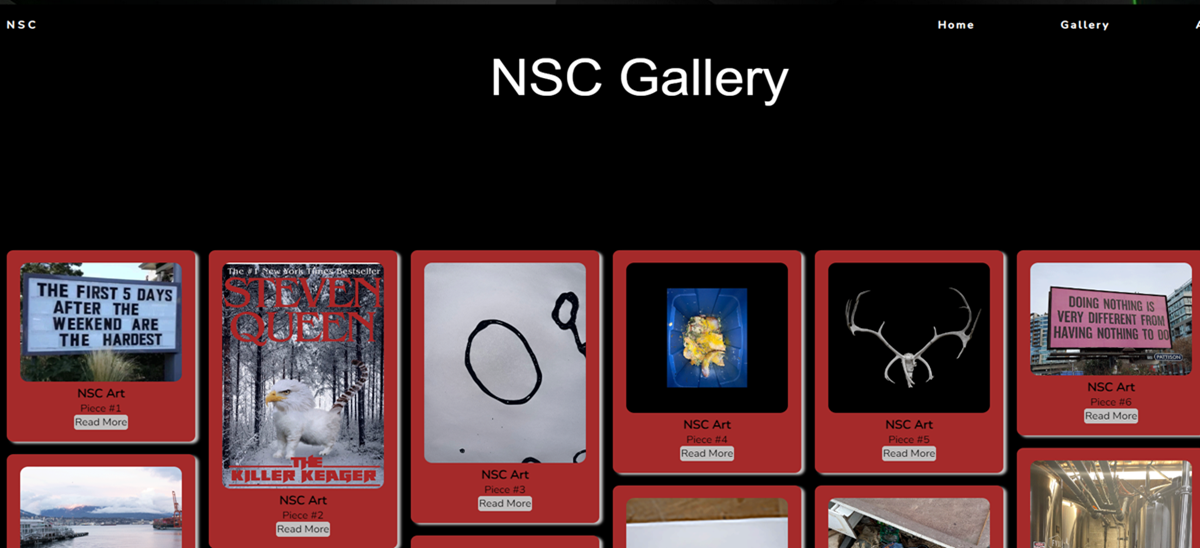 NSC
Home
Gallery
NSC Gallery
THE FIRST 5 DAYS
AFTER THE
WEEKEND ARE
THE HARDEST
NSC Art
Piece #1
Read More
The #1 New York Times Bestseller
STEVEN
QUEEN
THE
KILLER KEAGER
NSC Art
Piece #2
Read More
NSC Art
Piece #3
Read More
NSC Art
Piece #4
Read More
NSC Art
Piece #5
Read More
DOING NOTHING IS
VERY DIFFERENT FROM
HAVING NOTHING TO DO
PATTISON
NSC Art
Piece #6
Read More